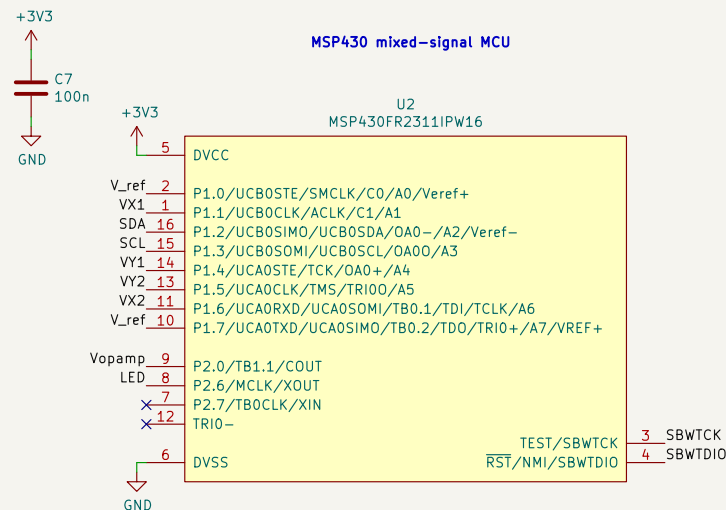 +3V3
MSP430 mixed-signal MCU
C7
100n
GND
+3V3
U2
MSP430FR2311IPW16
5 DVCC
V_ref 2 P1.0/UCB0STE/SMCLK/C0/A0/Veref+
VX1 1 P1.1/UCB0CLK/ACLK/C1/A1
SDA 16 P1.2/UCB0SIMO/UCB0SDA/OA0-/A2/Veref-
SCL 15 P1.3/UCB0SOMI/UCB0SCL/OA0O/A3
VY1 14 P1.4/UCA0STE/TCK/OA0+/A4
VY2 13 P1.5/UCA0CLK/TMS/TRI0O/A5
VX2 11 P1.6/UCA0RXD/UCA0SOMI/TB0.1/TDI/TCLK/A6
V_ref 10 P1.7/UCA0TXD/UCA0SIMO/TB0.2/TDO/TRI0+/A7/VREF+
Vopamp 9 P2.0/TB1.1/COUT
LED 8 P2.6/MCLK/XOUT
7 P2.7/TB0CLK/XIN
12 TRI0-
TEST/SBWTCK 3 SBWTCK
6 DVSS
RST/NMI/SBWTDIO 4 SBWTDIO
GND